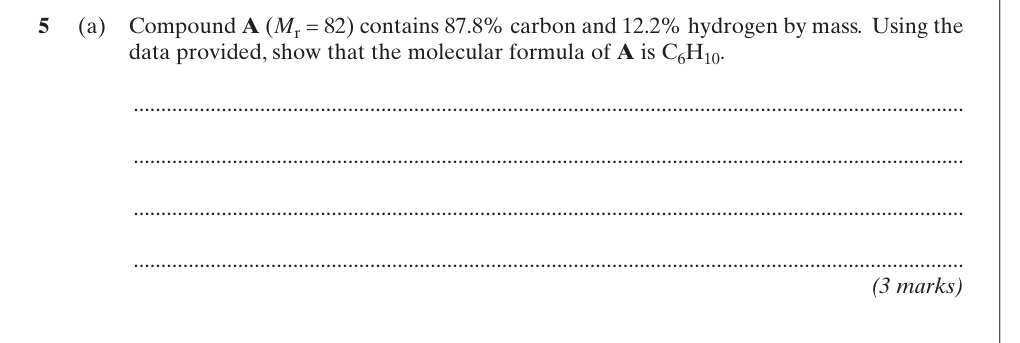 5 (a) Compound A (Mᵣ = 82) contains 87.8% carbon and 12.2% hydrogen by mass. Using the
data provided, show that the molecular formula of A is C₆H₁₀.
(3 marks)